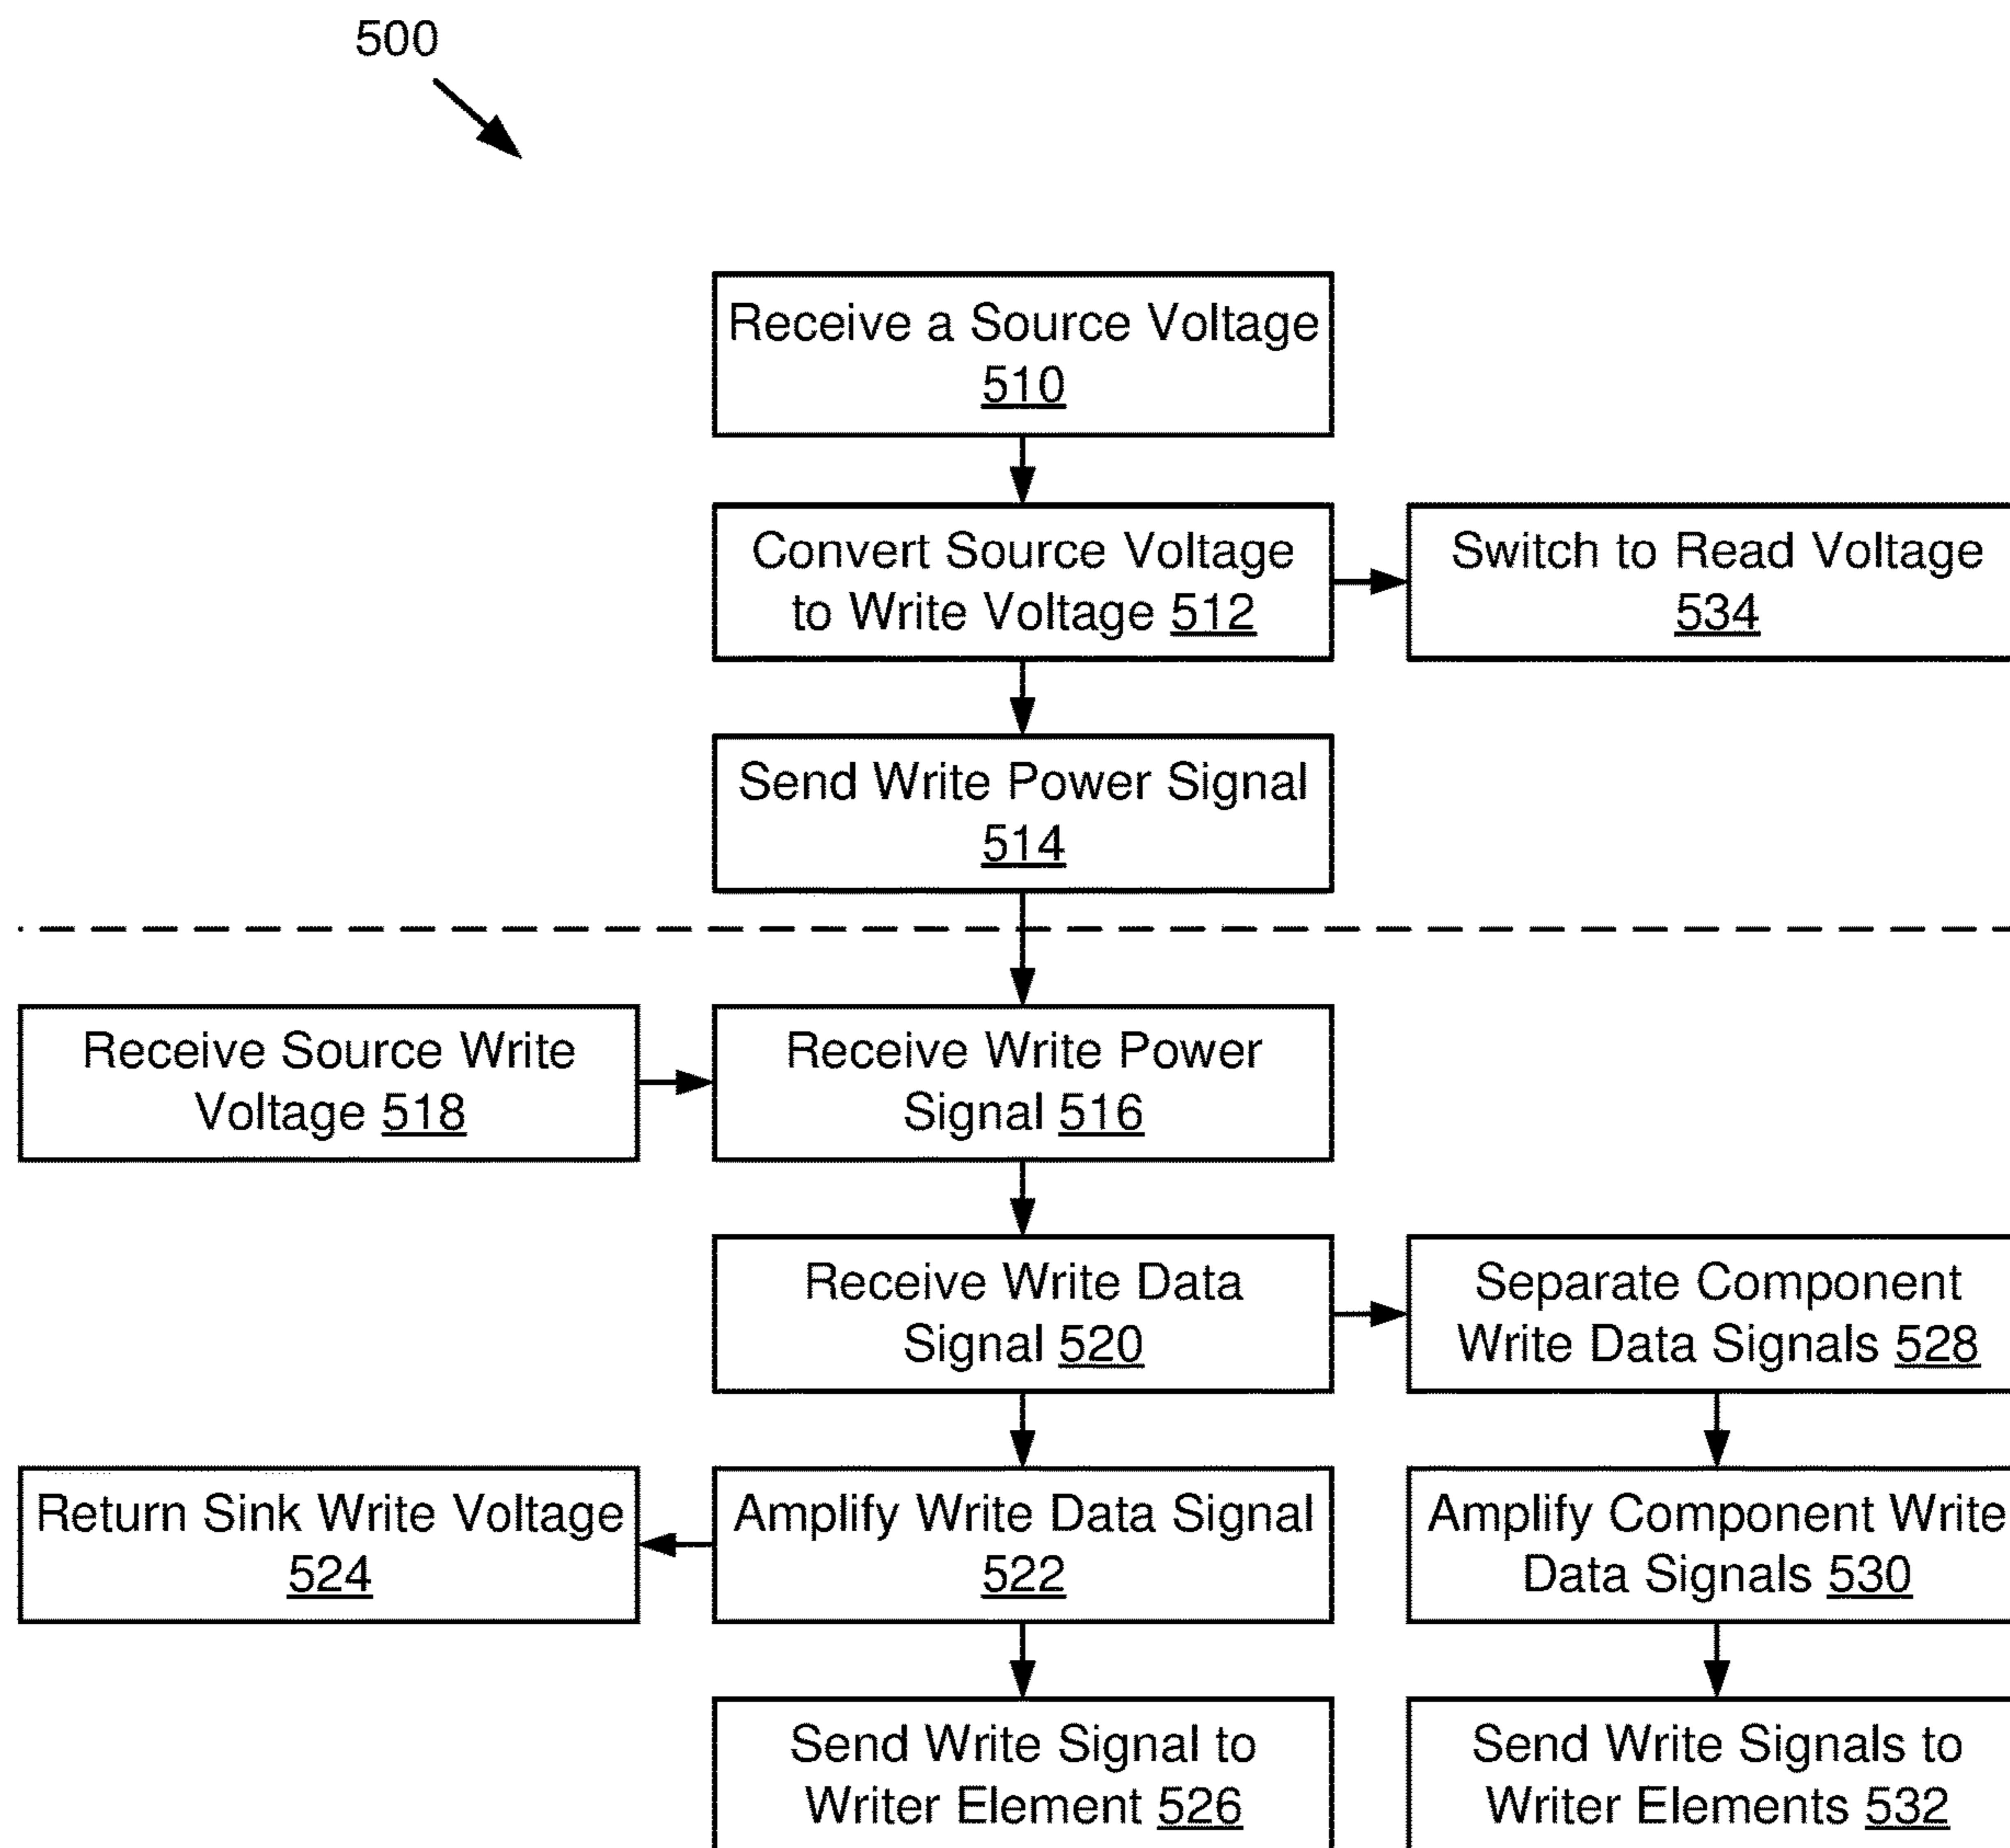 500
Receive a Source Voltage
510
Convert Source Voltage
to Write Voltage 512
Switch to Read Voltage
534
Send Write Power Signal
514
Receive Source Write
Voltage 518
Receive Write Power
Signal 516
Receive Write Data
Signal 520
Separate Component
Write Data Signals 528
Return Sink Write Voltage
524
Amplify Write Data Signal
522
Amplify Component Write
Data Signals 530
Send Write Signal to
Writer Element 526
Send Write Signals to
Writer Elements 532